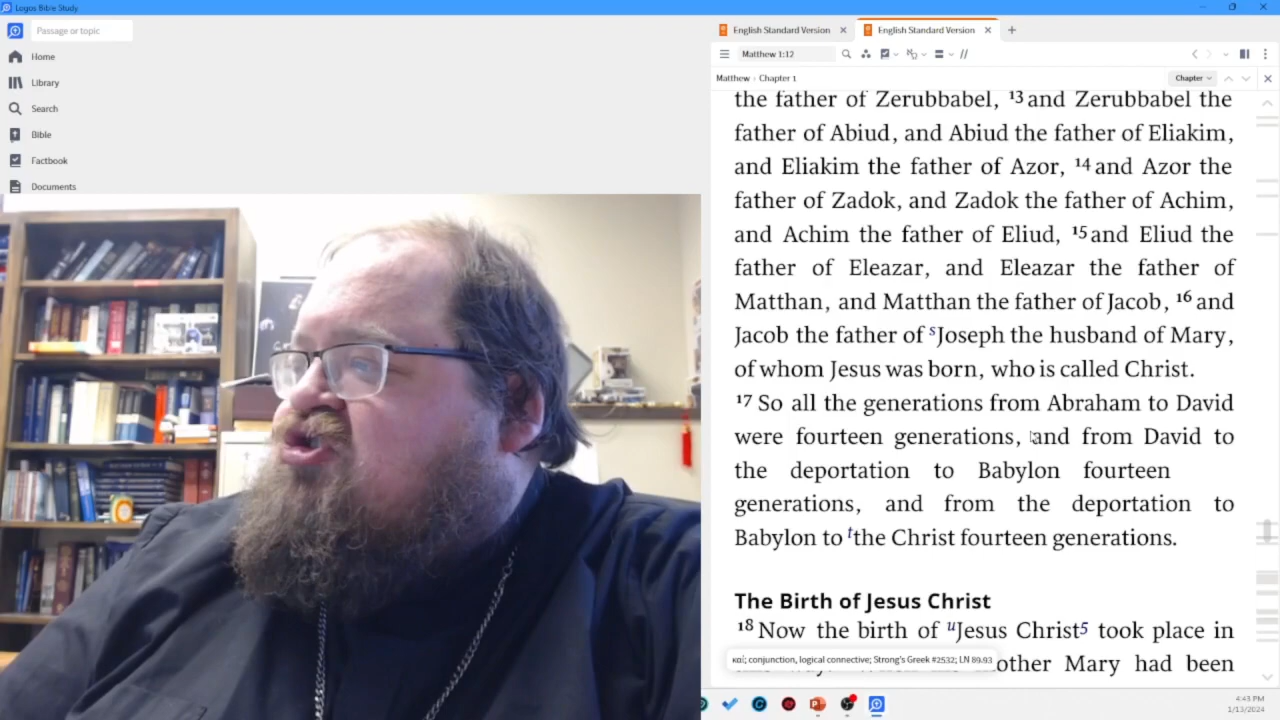 Logos Bible Study
Passage or topic
Home
Library
Search
Bible
Factbook
Documents
English Standard Version
English Standard Version
Matthew 1:12
Matthew › Chapter 1
Chapter
the father of Zerubbabel, 13 and Zerubbabel the
father of Abiud, and Abiud the father of Eliakim,
and Eliakim the father of Azor, 14 and Azor the
father of Zadok, and Zadok the father of Achim,
and Achim the father of Eliud, 15 and Eliud the
father of Eleazar, and Eleazar the father of
Matthan, and Matthan the father of Jacob, 16 and
Jacob the father of sJoseph the husband of Mary,
of whom Jesus was born, who is called Christ.
17 So all the generations from Abraham to David
were fourteen generations, and from David to
the deportation to Babylon fourteen
generations, and from the deportation to
Babylon to tthe Christ fourteen generations.
The Birth of Jesus Christ
18 Now the birth of uJesus Christ5 took place in
καί; conjunction, logical connective; Strong's Greek #2532; LN 89.93
Mary had been
4:43 PM
1/13/2024